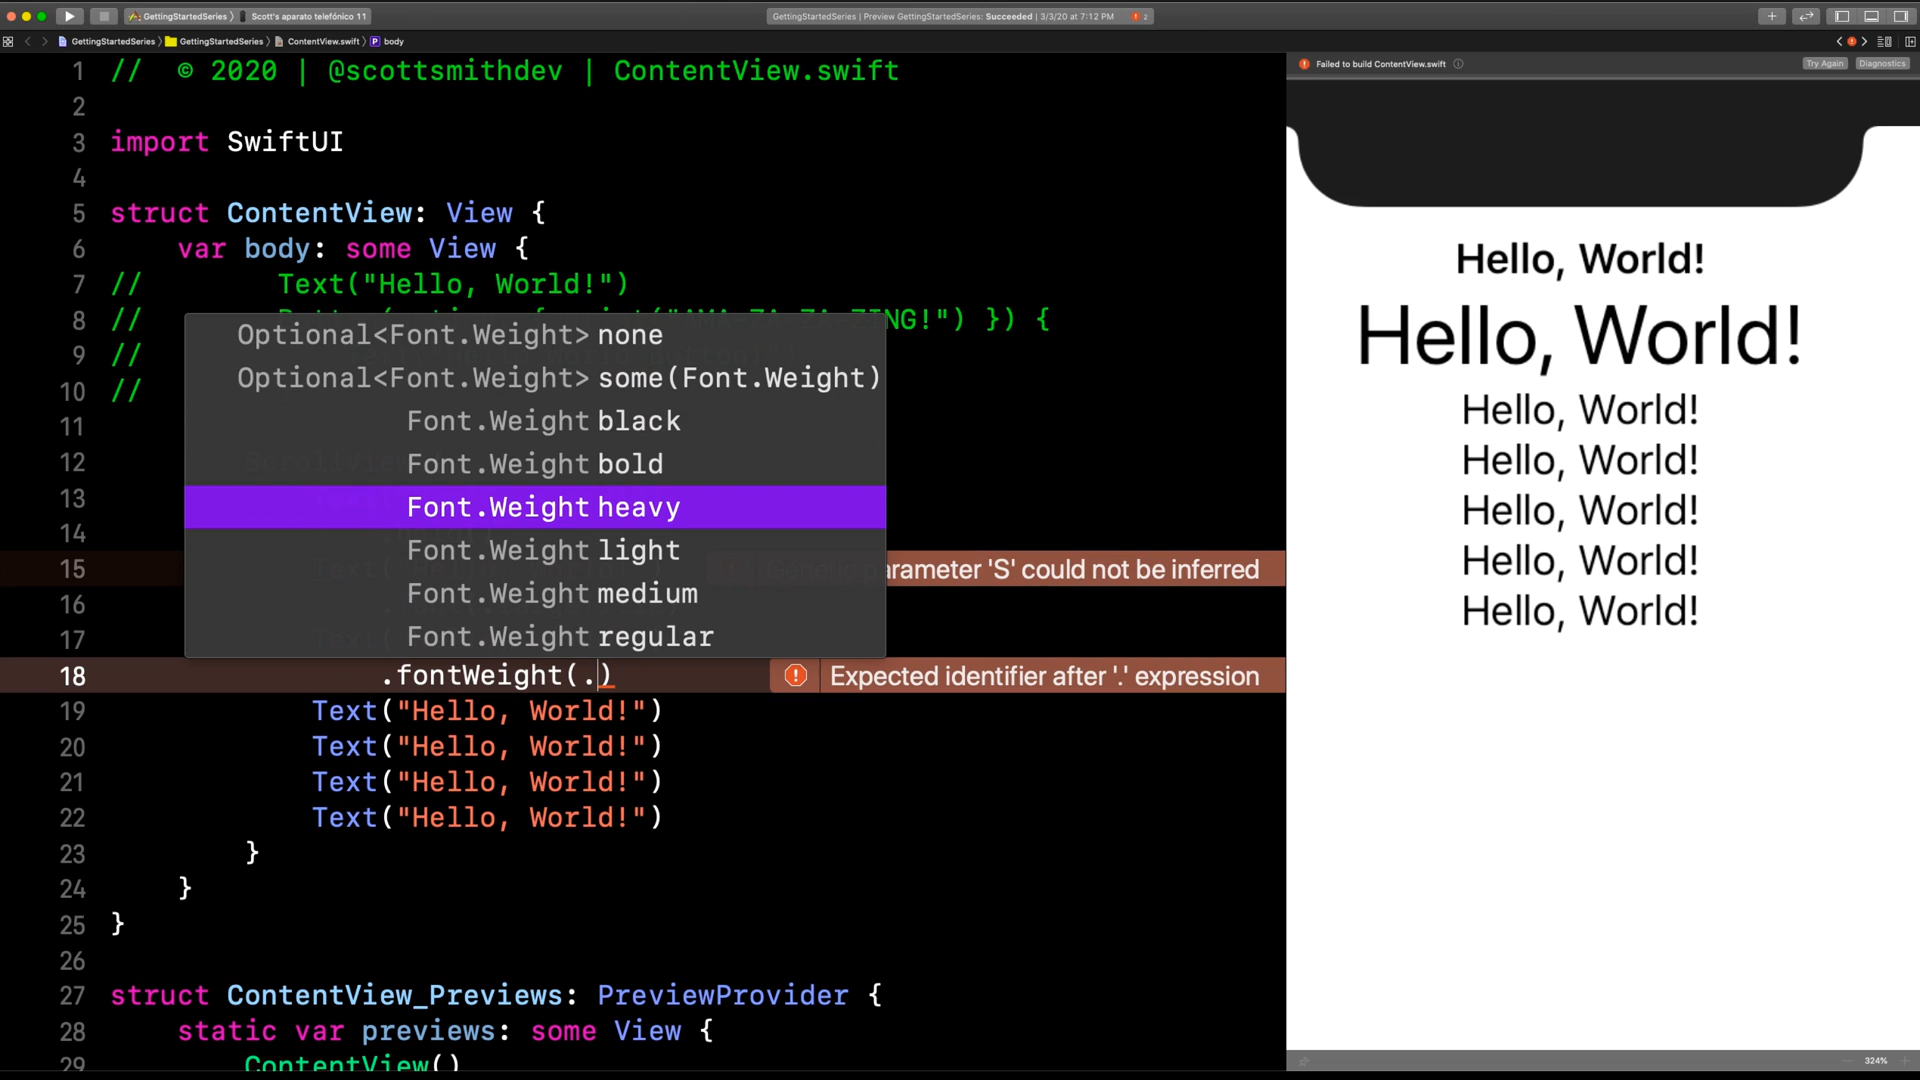 GettingStartedSeries
Scott's aparato telefónico 11
GettingStartedSeries | Preview GettingStartedSeries: Succeeded | 3/3/20 at 7:12 PM
2
GettingStartedSeries
GettingStartedSeries
ContentView.swift
P
body
1 // © 2020 | @scottsmithdev | ContentView.swift
2
3 import SwiftUI
4
5 struct ContentView: View {
6 var body: some View {
7 // Text("Hello, World!")
8 // ZING!") }) {
9 //
10 //
11
12 ScrollView
13
14
15 Text( Generic parameter 'S' could not be inferred
16
17 Text(
18 .fontWeight(.) Expected identifier after '.' expression
19 Text("Hello, World!")
20 Text("Hello, World!")
21 Text("Hello, World!")
22 Text("Hello, World!")
23 }
24 }
25 }
26
27 struct ContentView_Previews: PreviewProvider {
28 static var previews: some View {
29 ContentView()
Optional<Font.Weight> none
Optional<Font.Weight> some(Font.Weight)
Font.Weight black
Font.Weight bold
Font.Weight heavy
Font.Weight light
Font.Weight medium
Font.Weight regular
Failed to build ContentView.swift
Try Again
Diagnostics
Hello, World!
Hello, World!
Hello, World!
Hello, World!
Hello, World!
Hello, World!
Hello, World!
324%